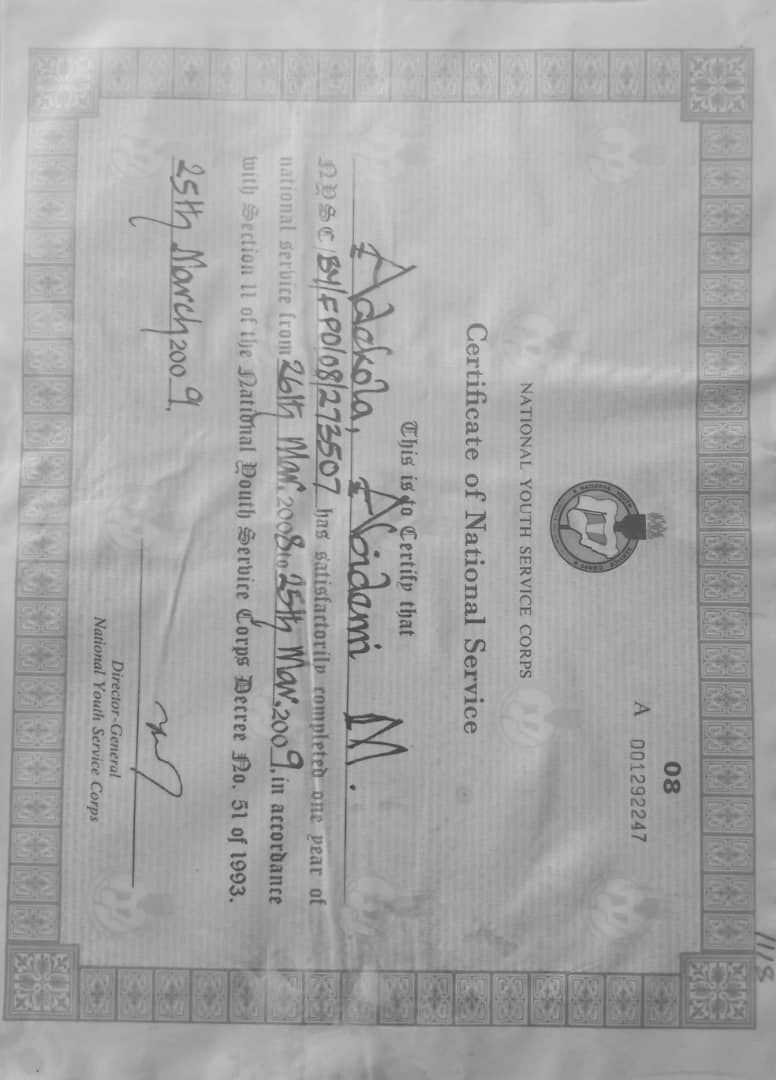 11/5
08
A 001292247
NATIONAL YOUTH SERVICE CORPS
Certificate of National Service
This is to Certify that
Adekola, Abidemi M.
NYSC/BY/FPO/08/273507 has satisfactorily completed one year of
national service from 26th Mar. 2008 to 25th Mar. 2009, in accordance
with Section 11 of the National Youth Service Corps Decree No. 51 of 1993.
25th March 2009.
Director-General
National Youth Service Corps